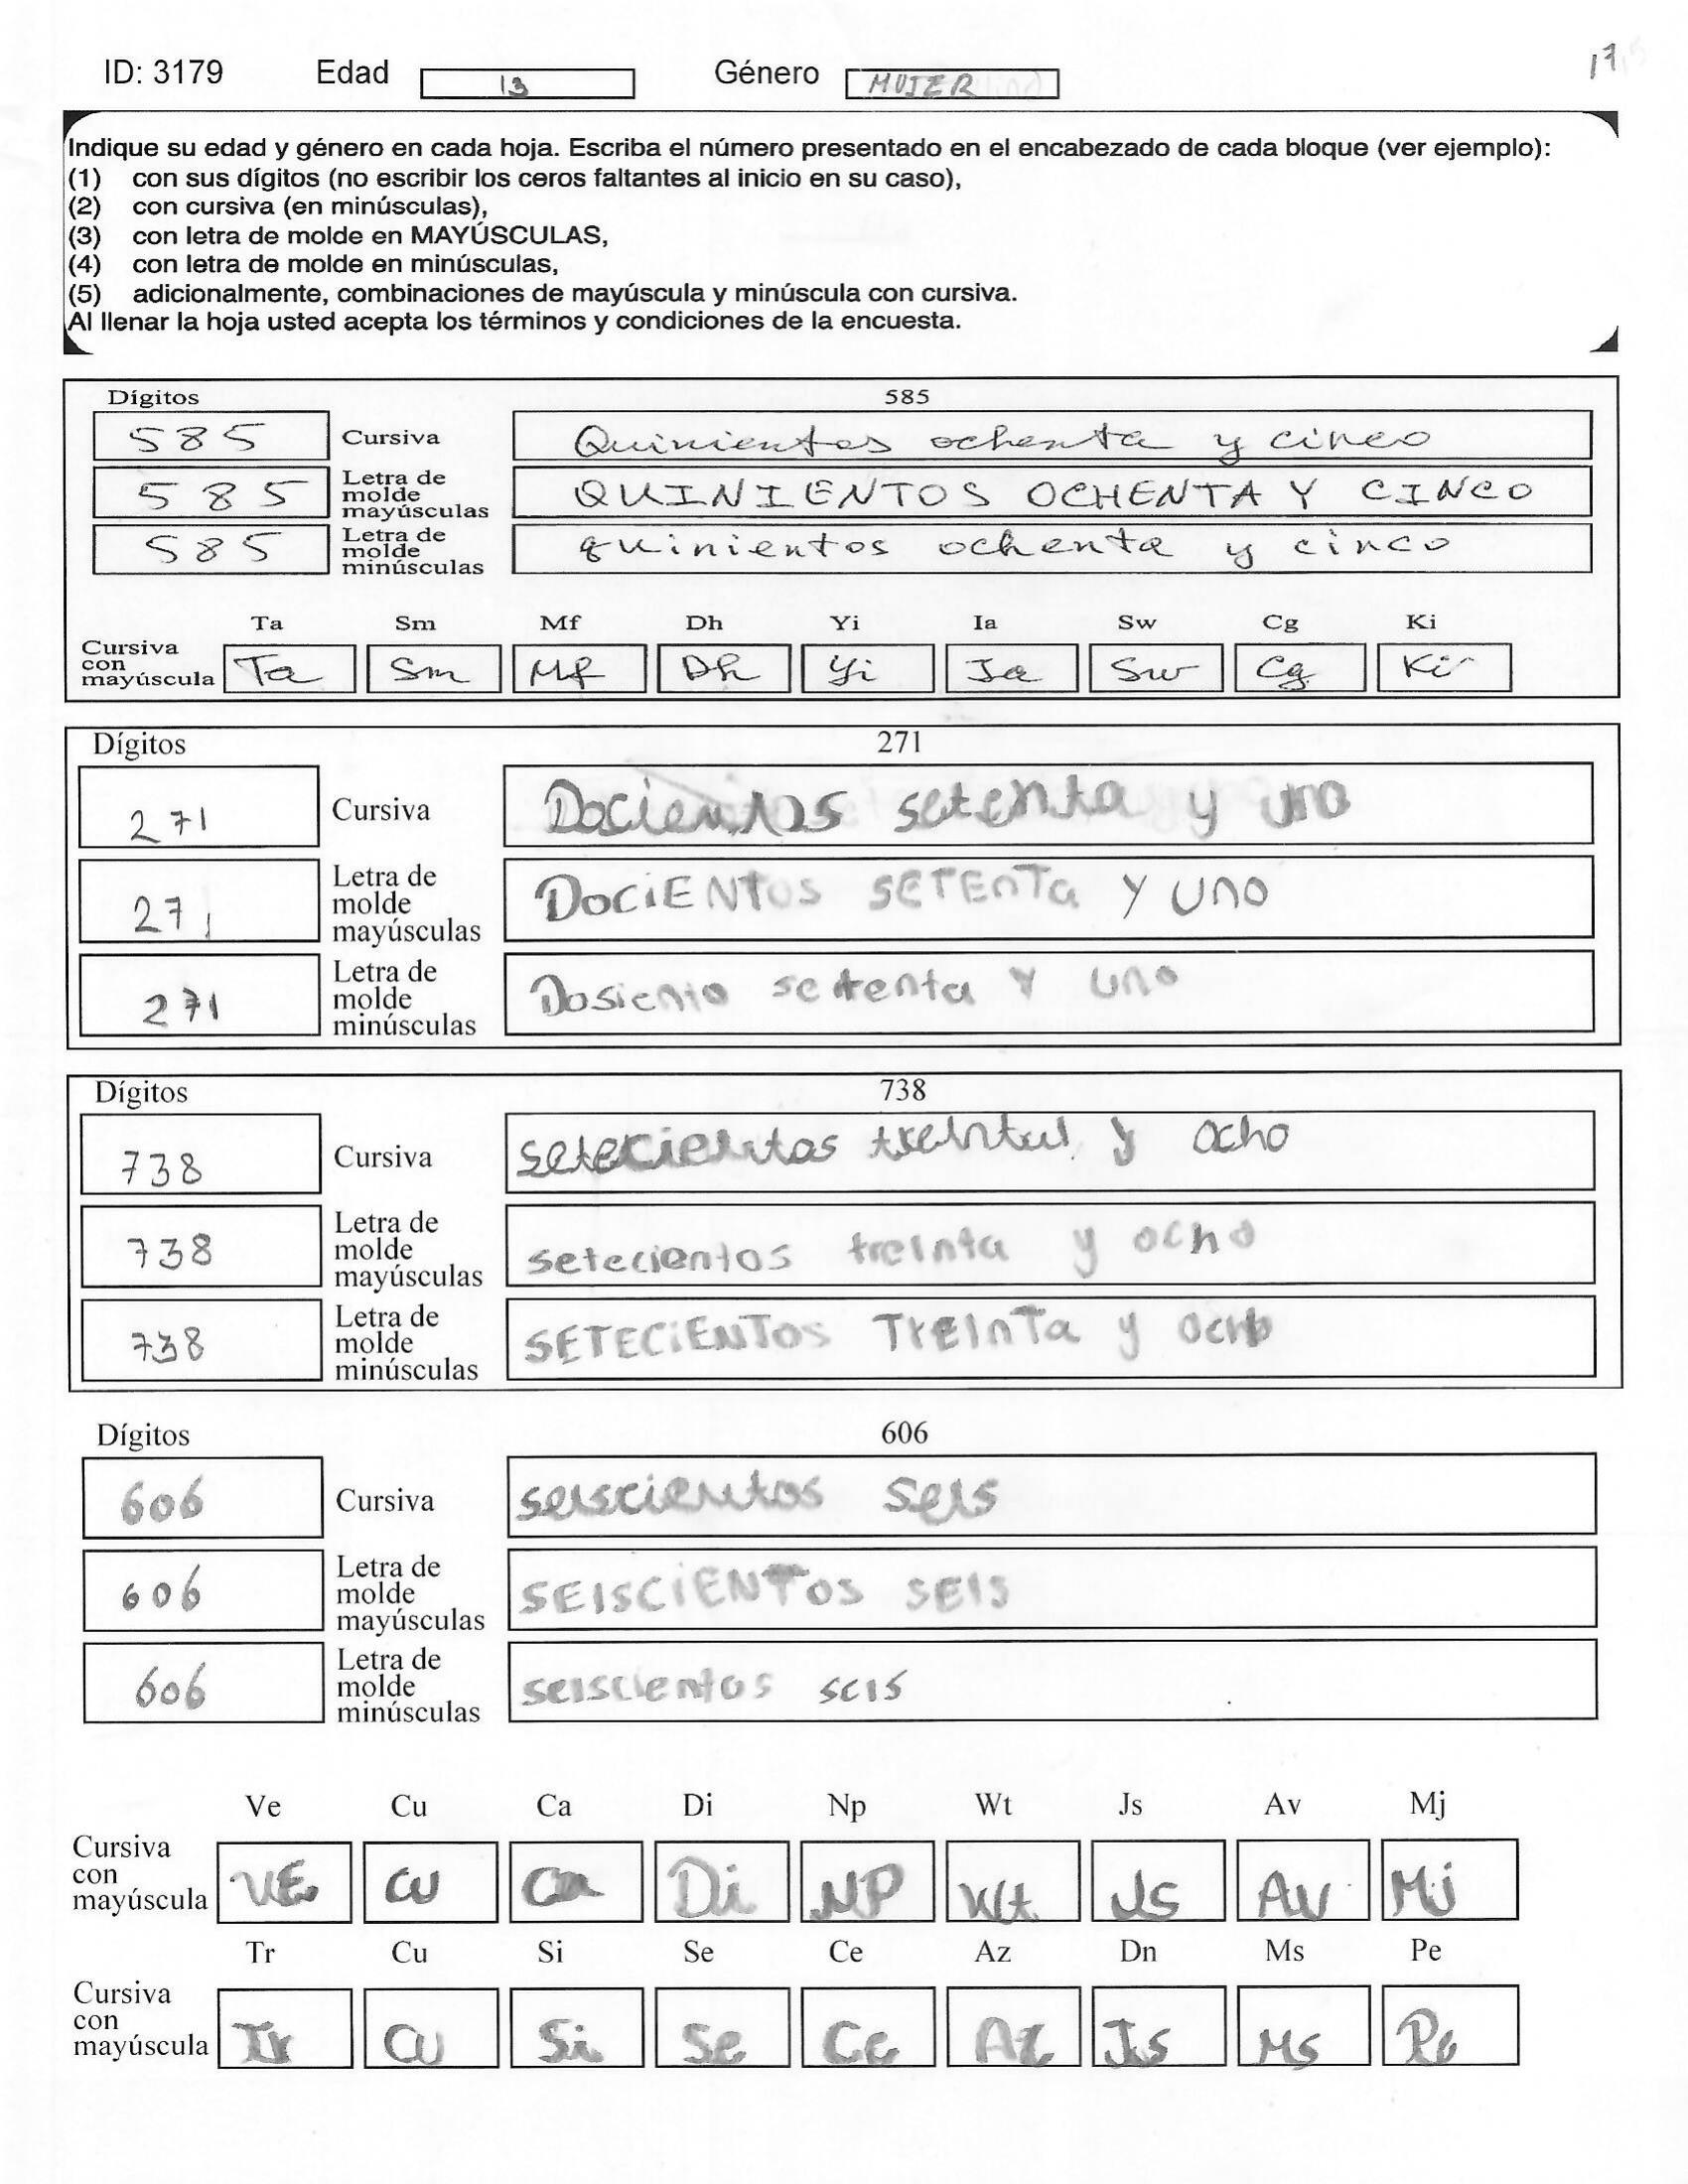 ID: 3179 Edad 13 Género MUJER 17
Indique su edad y género en cada hoja. Escriba el número presentado en el encabezado de cada bloque (ver ejemplo):
(1) con sus dígitos (no escribir los ceros faltantes al inicio en su caso),
(2) con cursiva (en minúsculas),
(3) con letra de molde en MAYÚSCULAS,
(4) con letra de molde en minúsculas,
(5) adicionalmente, combinaciones de mayúscula y minúscula con cursiva.
Al llenar la hoja usted acepta los términos y condiciones de la encuesta.
Dígitos 585
585 Cursiva Quinientos ochenta y cinco
585 Letra de molde mayúsculas QUINIENTOS OCHENTA Y CINCO
585 Letra de molde minúsculas quinientos ochenta y cinco
Ta Sm Mf Dh Yi Ia Sw Cg Ki
Cursiva con mayúscula Ta Sm Mf Dh Yi Ia Sw Cg Ki
Dígitos 271
271 Cursiva Docientos setenta y uno
271 Letra de molde mayúsculas DOCiENTos SETEnTa Y UnO
271 Letra de molde minúsculas Dosiento setenta Y uno
Dígitos 738
738 Cursiva setecientos treinta y ocho
738 Letra de molde mayúsculas setecientos treinta y ocho
738 Letra de molde minúsculas SETECiENTos TreInTa y ocho
Dígitos 606
606 Cursiva seiscientos seis
606 Letra de molde mayúsculas SEISCiENTos SEIS
606 Letra de molde minúsculas seiscientos seis
Ve Cu Ca Di Np Wt Js Av Mj
Cursiva con mayúscula VE CU Ca Di NP Wt Js AV Mj
Tr Cu Si Se Ce Az Dn Ms Pe
Cursiva con mayúscula Tr CU Si Se Ce Az Js Ms Pe